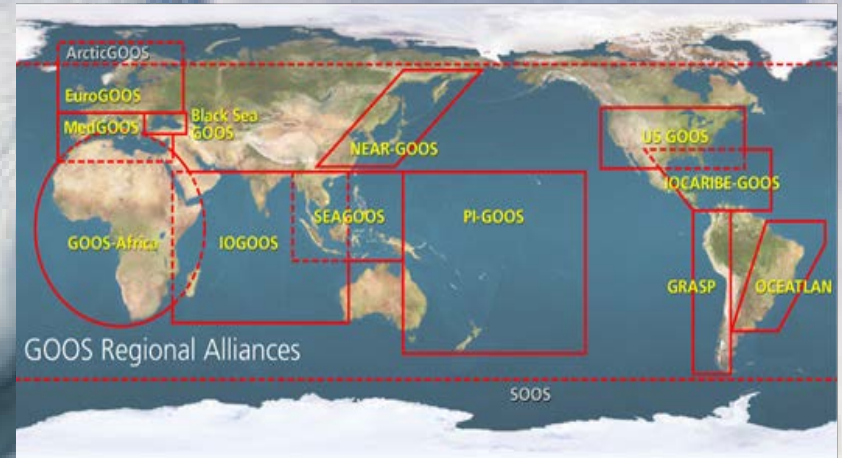 ArcticGOOS
EuroGOOS
MedGOOS
Black Sea
GOOS
NEAR-GOOS
US GOOS
IOCARIBE-GOOS
GOOS-Africa
IOGOOS
SEAGOOS
PI-GOOS
GRASP
OCEATLAN
GOOS Regional Alliances
SOOS